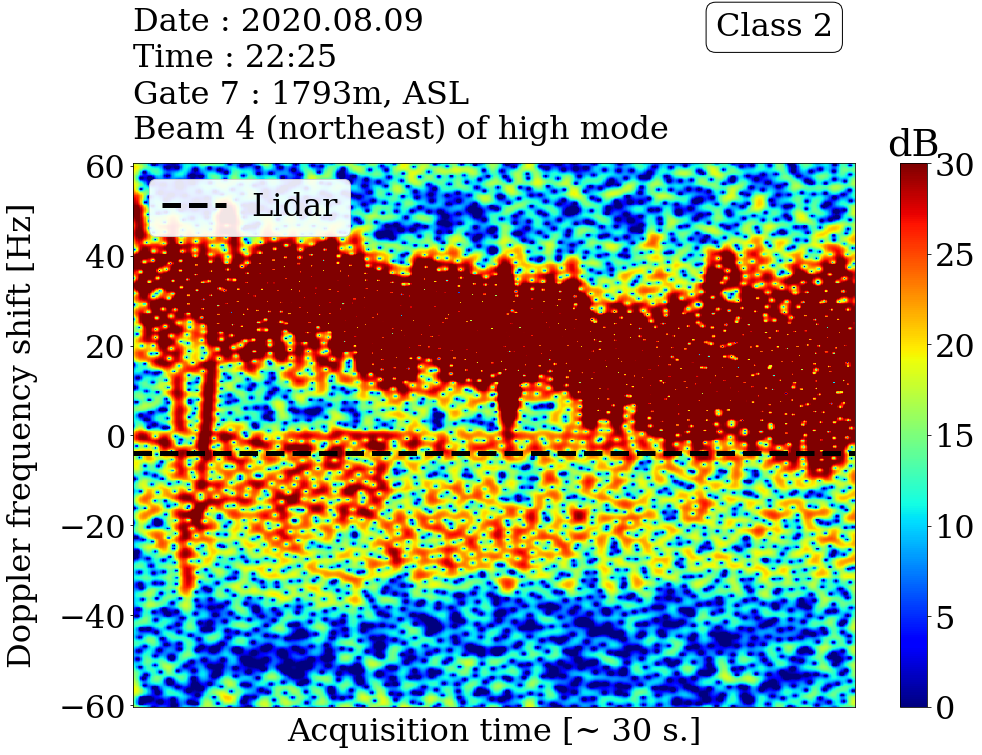 Date : 2020.08.09
Time : 22:25
Gate 7 : 1793m, ASL
Beam 4 (northeast) of high mode
Class 2
dB
Lidar
Doppler frequency shift [Hz]
60
40
20
0
−20
−40
−60
30
25
20
15
10
5
0
Acquisition time [~ 30 s.]